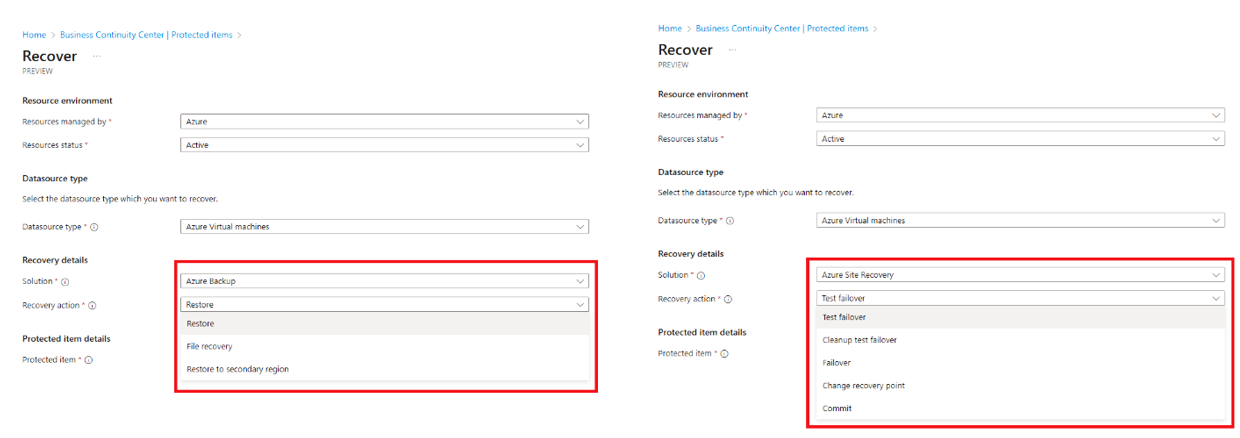 Home > Business Continuity Center | Protected items >
Recover ...
PREVIEW
Resource environment
Resources managed by * Azure
Resources status * Active
Datasource type
Select the datasource type which you want to recover.
Datasource type * Azure Virtual machines
Recovery details
Solution * Azure Backup
Recovery action * Restore
Restore
File recovery
Restore to secondary region
Protected item details
Protected item *
Home > Business Continuity Center | Protected items >
Recover ...
PREVIEW
Resource environment
Resources managed by * Azure
Resources status * Active
Datasource type
Select the datasource type which you want to recover.
Datasource type * Azure Virtual machines
Recovery details
Solution * Azure Site Recovery
Recovery action * Test failover
Test failover
Cleanup test failover
Failover
Change recovery point
Commit
Protected item details
Protected item *